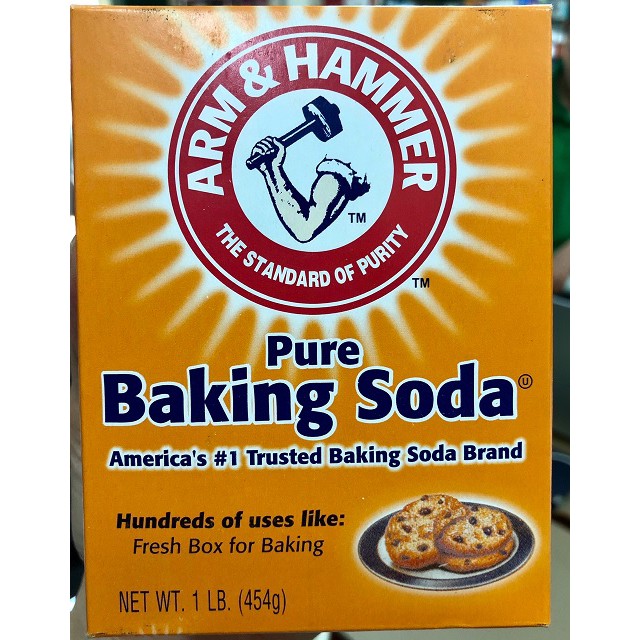 ARM & HAMMER
TM
THE STANDARD OF PURITY
TM
Pure
Baking Soda Ⓤ
America's #1 Trusted Baking Soda Brand
Hundreds of uses like:
Fresh Box for Baking
NET WT. 1 LB. (454g)